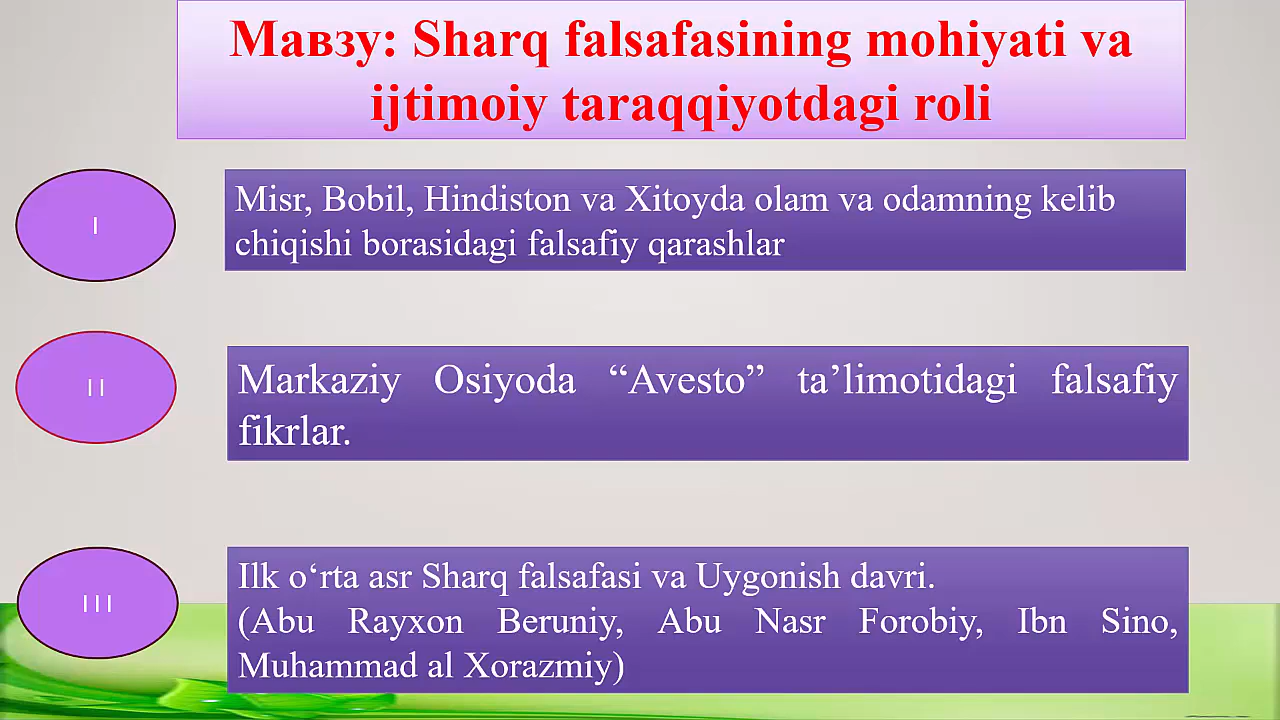 Мавзу: Sharq falsafasining mohiyati va
ijtimoiy taraqqiyotdagi roli
I
Misr, Bobil, Hindiston va Xitoyda olam va odamning kelib
chiqishi borasidagi falsafiy qarashlar
II
Markaziy Osiyoda “Avesto” ta’limotidagi falsafiy
fikrlar.
III
Ilk o‘rta asr Sharq falsafasi va Uygonish davri.
(Abu Rayxon Beruniy, Abu Nasr Forobiy, Ibn Sino,
Muhammad al Xorazmiy)